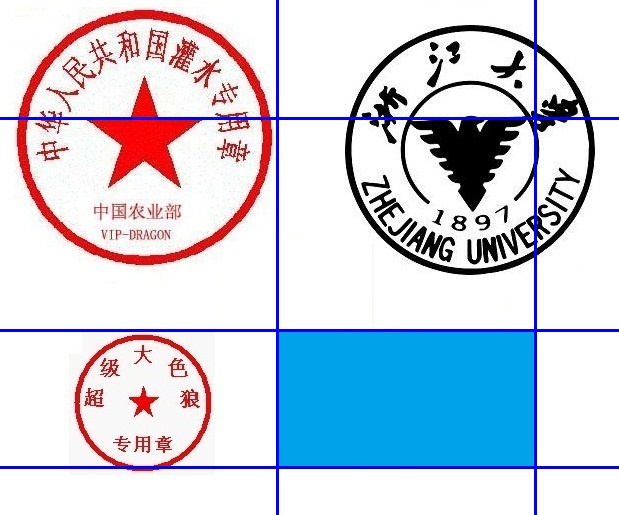 中华人民共和国灌水专用章
中国农业部
VIP-DRAGON
浙江大學
1897
ZHEJIANG UNIVERSITY
超级大色狼
专用章